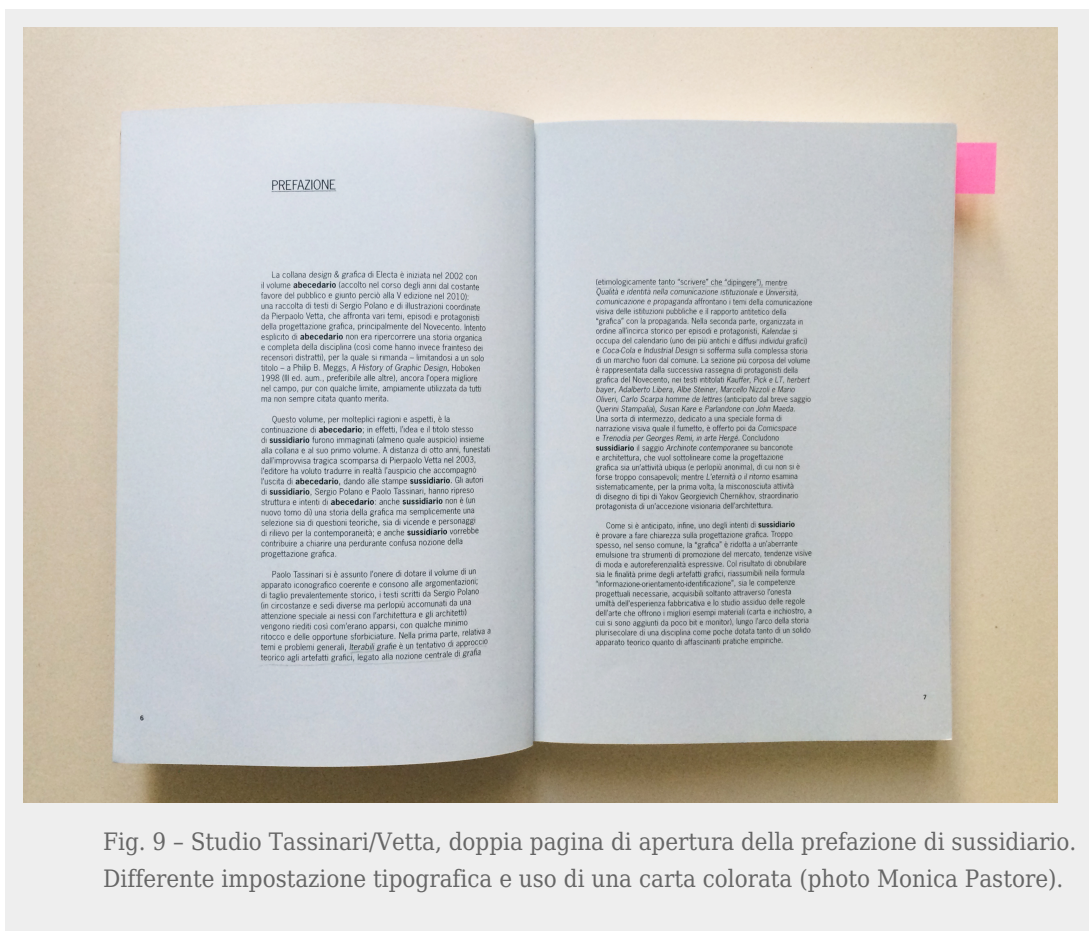 PREFAZIONE
La collana design & grafica di Electa è iniziata nel 2002 con
il volume abecedario (accolto nel corso degli anni dal costante
favore del pubblico e giunto perciò alla V edizione nel 2010):
una raccolta di testi di Sergio Polano e di illustrazioni coordinate
da Pierpaolo Vetta, che affronta vari temi, episodi e protagonisti
della progettazione grafica, principalmente del Novecento. Intento
esplicito di abecedario non era ripercorrere una storia organica
e completa della disciplina (così come hanno invece frainteso dei
recensori distratti), per la quale si rimanda – limitandosi a un solo
titolo – a Philip B. Meggs, A History of Graphic Design, Hoboken
1998 (III ed. aum., preferibile alle altre), ancora l'opera migliore
nel campo, pur con qualche limite, ampiamente utilizzata da tutti
ma non sempre citata quanto merita.
Questo volume, per molteplici ragioni e aspetti, è la
continuazione di abecedario; in effetti, l'idea e il titolo stesso
di sussidiario furono immaginati (almeno quale auspicio) insieme
alla collana e al suo primo volume. A distanza di otto anni, funestati
dall'improvvisa tragica scomparsa di Pierpaolo Vetta nel 2003,
l'editore ha voluto tradurre in realtà l'auspicio che accompagno
l'uscita di abecedario, dando alle stampe sussidiario. Gli autori
di sussidiario, Sergio Polano e Paolo Tassinari, hanno ripreso
struttura e intenti di abecedario: anche sussidiario non è (un
nuovo tomo di) una storia della grafica ma semplicemente una
selezione sia di questioni teoriche, sia di vicende e personaggi
di rilievo per la contemporaneità; e anche sussidiario vorrebbe
contribuire a chiarire una perdurante confusa nozione della
progettazione grafica.
Paolo Tassinari si è assunto l'onere di dotare il volume di un
apparato iconografico coerente e consono alle argomentazioni;
di taglio prevalentemente storico, i testi scritti da Sergio Polano
(in circostanze e sedi diverse ma perlopiù accomunati da una
attenzione speciale ai nessi con l'architettura e gli architetti)
vengono riediti così com'erano apparsi, con qualche minimo
ritocco e delle opportune sforbiciature. Nella prima parte, relativa a
temi e problemi generali, Iterabili grafie è un tentativo di approccio
teorico agli artefatti grafici, legato alla nozione centrale di grafia
6
(etimologicamente tanto "scrivere" che "dipingere"), mentre
Qualità e identità nella comunicazione istituzionale e Università,
comunicazione e propaganda affrontano i temi della comunicazione
visiva delle istituzioni pubbliche e il rapporto antitetico della
"grafica" con la propaganda. Nella seconda parte, organizzata in
ordine all'incirca storico per episodi e protagonisti, Kalendae si
occupa del calendario (uno dei più antichi e diffusi individui grafici)
e Coca-Cola e Industrial Design si sofferma sulla complessa storia
di un marchio fuori dal comune. La sezione più corposa del volume
è rappresentata dalla successiva rassegna di protagonisti della
grafica del Novecento, nei testi intitolati Kauffer, Pick e LT, herbert
bayer, Adalberto Libera, Albe Steiner, Marcello Nizzoli e Mario
Oliveri, Carlo Scarpa homme de lettres (anticipato dal breve saggio
Querini Stampalia), Susan Kare e Parlandone con John Maeda.
Una sorta di intermezzo, dedicato a una speciale forma di
narrazione visiva quale il fumetto, è offerto poi da Comicspace
e Trenodia per Georges Remi, in arte Hergé. Concludono
sussidiario il saggio Archinote contemporanee su banconote
e architettura, che vuol sottolineare come la progettazione
grafica sia un'attività ubiqua (e perlopiù anonima), di cui non si è
forse troppo consapevoli; mentre L'eternità o il ritorno esamina
sistematicamente, per la prima volta, la misconosciuta attività
di disegno di tipi di Yakov Georgievich Chernikhov, straordinario
protagonista di un'accezione visionaria dell'architettura.
Come si è anticipato, infine, uno degli intenti di sussidiario
è provare a fare chiarezza sulla progettazione grafica. Troppo
spesso, nel senso comune, la "grafica" è ridotta a un'aberrante
emulsione tra strumenti di promozione del mercato, tendenze visive
di moda e autoreferenzialità espressive. Col risultato di obnubilare
sia le finalità prime degli artefatti grafici, riassumibili nella formula
"informazione-orientamento-identificazione", sia le competenze
progettuali necessarie, acquisibili soltanto attraverso l'onesta
umiltà dell'esperienza fabbricativa e lo studio assiduo delle regole
dell'arte che offrono i migliori esempi materiali (carta e inchiostro, a
cui si sono aggiunti da poco bit e monitor), lungo l'arco della storia
plurisecolare di una disciplina come poche dotata tanto di un solido
apparato teorico quanto di affascinanti pratiche empiriche.
7
Fig. 9 – Studio Tassinari/Vetta, doppia pagina di apertura della prefazione di sussidiario.
Differente impostazione tipografica e uso di una carta colorata (photo Monica Pastore).